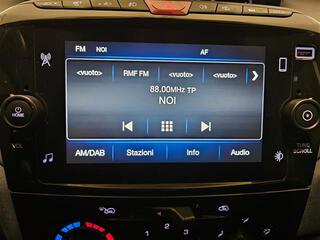 FM NOI AF
<vuoto> RMF FM <vuoto> <vuoto>
88.00MHz TP
NOI
AM/DAB Stazioni Info Audio
HOME
VOL
TUNE
SCROLL